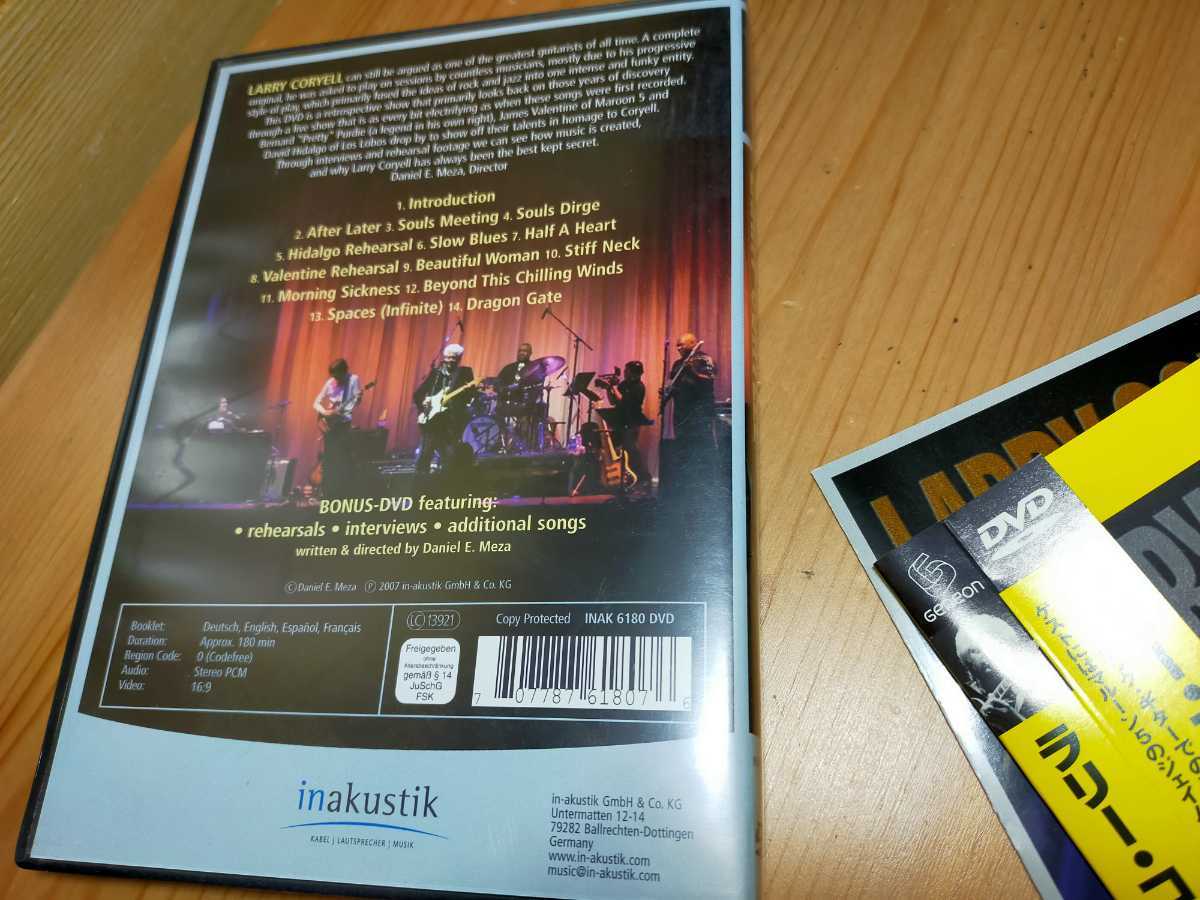 LARRY CORYELL can still be argued as one of the greatest guitarists of all time. A complete
original, he was asked to play on sessions by countless musicians, mostly due to his progressive
style of play, which primarily fused the ideas of rock and jazz into one intense and funky entity.
This DVD is a retrospective show that primarily looks back on those years of discovery
through a live show that is as every bit electrifying as when these songs were first recorded.
Bernard "Pretty" Purdie (a legend in his own right), James Valentine of Maroon 5 and
David Hidalgo of Los Lobos drop by to show off their talents in homage to Coryell.
Through interviews and rehearsal footage we can see how music is created,
and why Larry Coryell has always been the best kept secret.
Daniel E. Meza, Director
1. Introduction
2. After Later 3. Souls Meeting 4. Souls Dirge
5. Hidalgo Rehearsal 6. Slow Blues 7. Half A Heart
8. Valentine Rehearsal 9. Beautiful Woman 10. Stiff Neck
11. Morning Sickness 12. Beyond This Chilling Winds
13. Spaces (Infinite) 14. Dragon Gate
BONUS-DVD featuring:
• rehearsals • interviews • additional songs
written & directed by Daniel E. Meza
© Daniel E. Meza ℗ 2007 in-akustik GmbH & Co. KG
Booklet: Deutsch, English, Español, Français
Duration: Approx. 180 min
Region Code: 0 (Codefree)
Audio: Stereo PCM
Video: 16:9
LC 13921
Copy Protected INAK 6180 DVD
Freigegeben
ohne
Altersbeschränkung
gemäß § 14
JuSchG
FSK
7 07787 61807 6
inakustik
KABEL | LAUTSPRECHER | MUSIK
in-akustik GmbH & Co. KG
Untermatten 12-14
79282 Ballrechten-Dottingen
Germany
www.in-akustik.com
music@in-akustik.com
LARRY
DVD
ラリー・